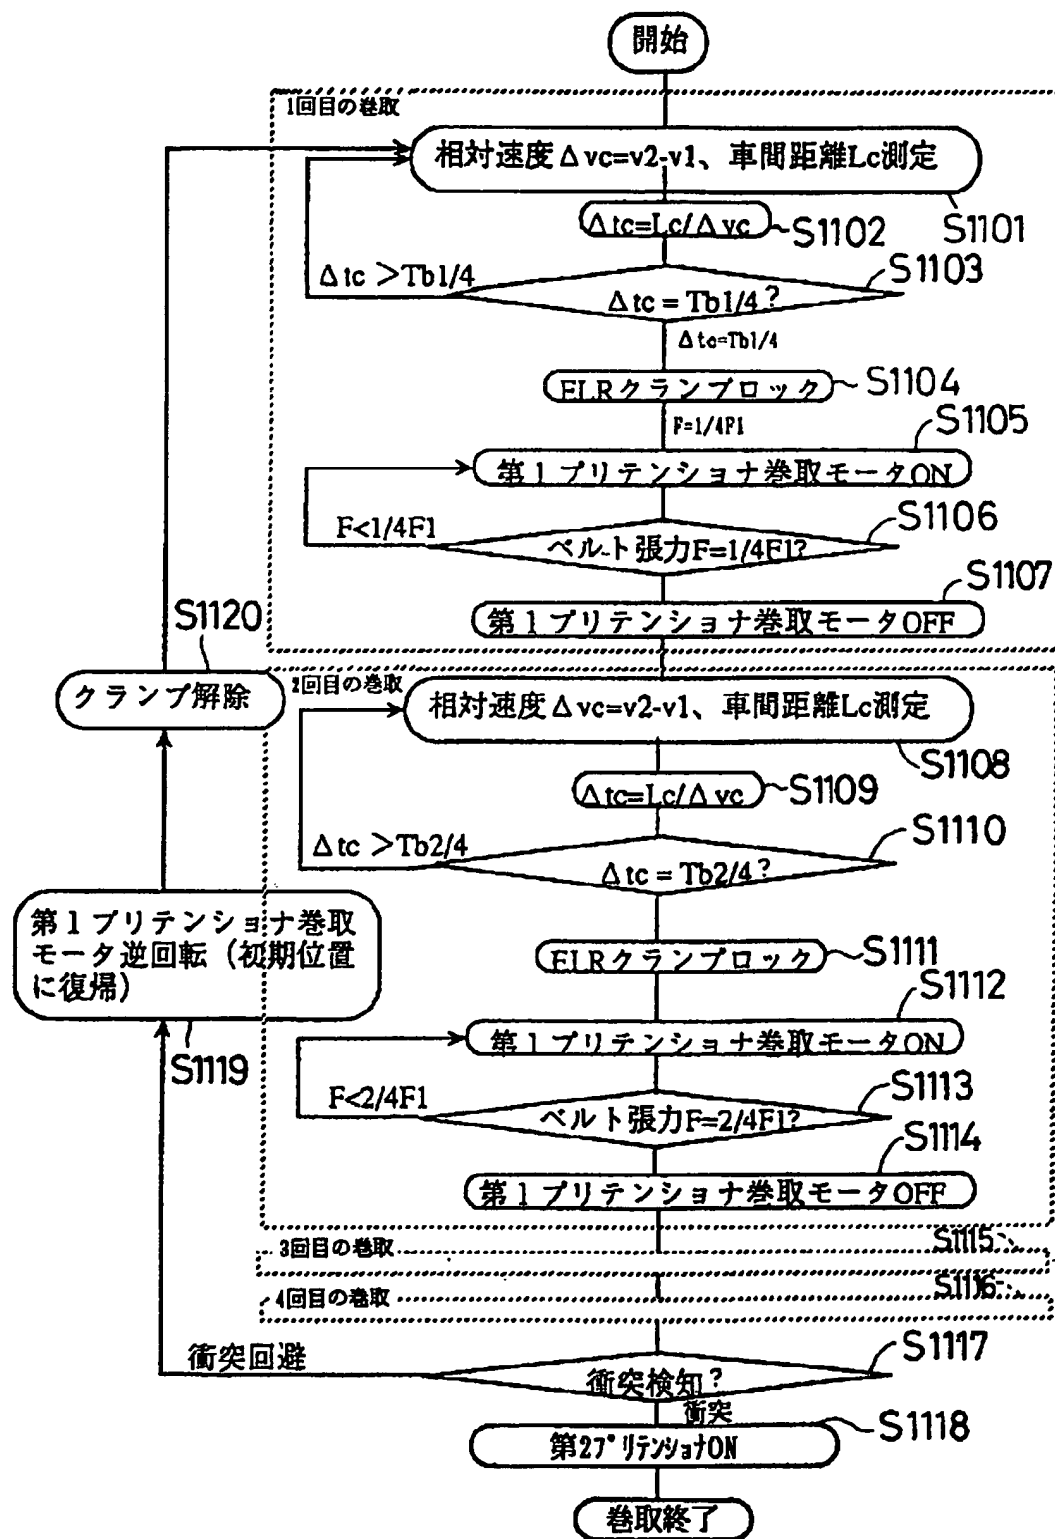 開始
1回目の巻取
相対速度Δvc=v2-v1、車間距離Lc測定
S1101
Δtc=Lc/Δvc
S1102
S1103
Δtc＞Tb1/4
Δtc = Tb1/4?
Δtc=Tb1/4
ELRクランプロック
S1104
F=1/4F1
S1105
第１プリテンショナ巻取モータON
F<1/4F1
S1106
ベルト張力F=1/4F1?
S1107
第１プリテンショナ巻取モータOFF
S1120
クランプ解除
2回目の巻取
相対速度Δvc=v2-v1、車間距離Lc測定
S1108
Δtc=Lc/Δvc
S1109
S1110
Δtc＞Tb2/4
Δtc = Tb2/4?
第１プリテンショナ巻取
モータ逆回転（初期位置
に復帰）
S1119
ELRクランプロック
S1111
S1112
第１プリテンショナ巻取モータON
F<2/4F1
S1113
ベルト張力F=2/4F1?
S1114
第１プリテンショナ巻取モータOFF
3回目の巻取
S1115
4回目の巻取
S1116
衝突回避
S1117
衝突検知？
衝突
S1118
第2ﾌﾟﾘﾃﾝｼｮﾅON
巻取終了